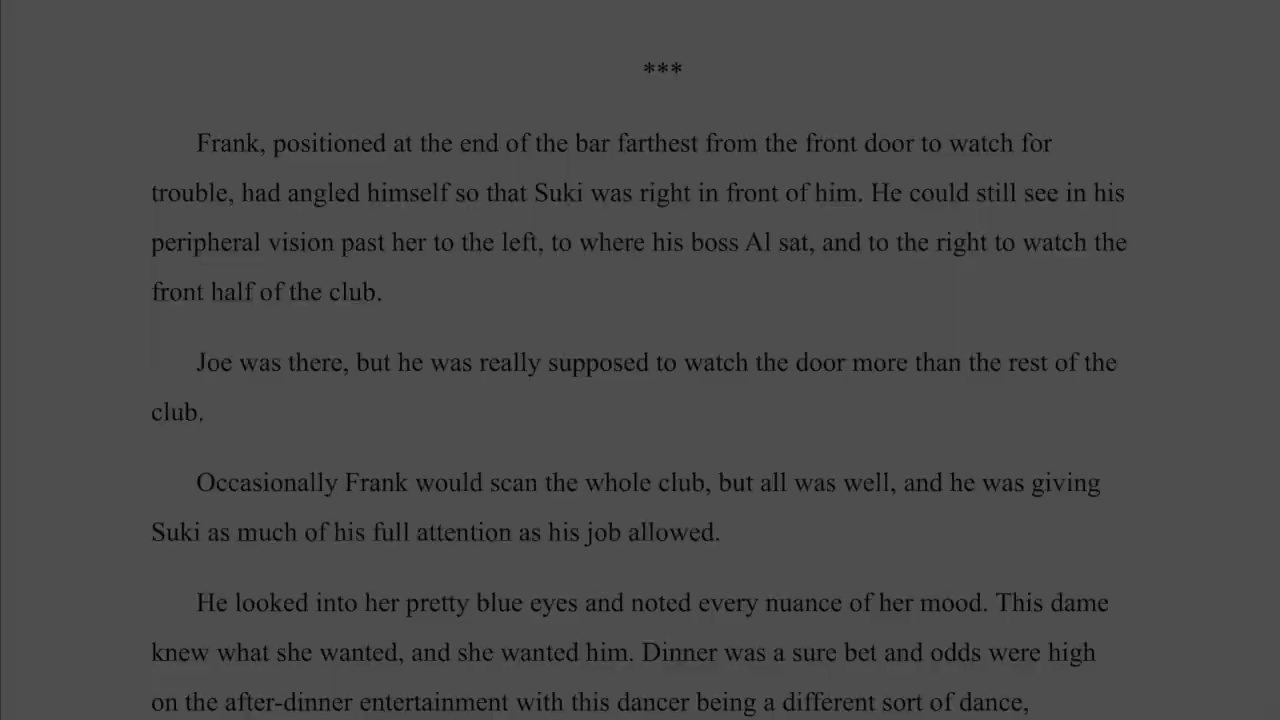 ***
Frank, positioned at the end of the bar farthest from the front door to watch for
trouble, had angled himself so that Suki was right in front of him. He could still see in his
peripheral vision past her to the left, to where his boss Al sat, and to the right to watch the
front half of the club.
Joe was there, but he was really supposed to watch the door more than the rest of the
club.
Occasionally Frank would scan the whole club, but all was well, and he was giving
Suki as much of his full attention as his job allowed.
He looked into her pretty blue eyes and noted every nuance of her mood. This dame
knew what she wanted, and she wanted him. Dinner was a sure bet and odds were high
on the after-dinner entertainment with this dancer being a different sort of dance,